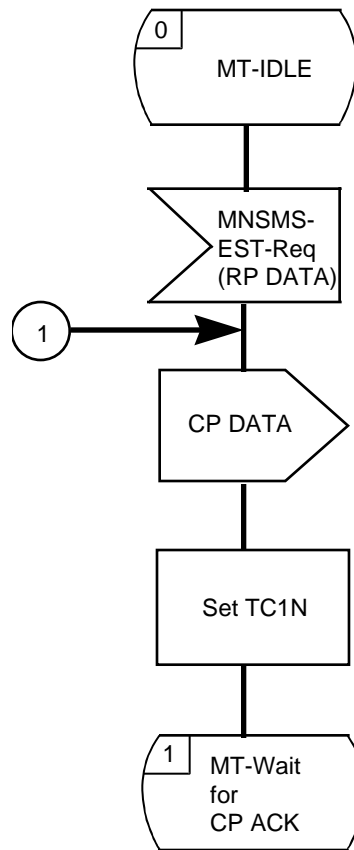 0
MT-IDLE
MNSMS-
EST-Req
(RP DATA)
1
CP DATA
Set TC1N
1
MT-Wait
for
CP ACK